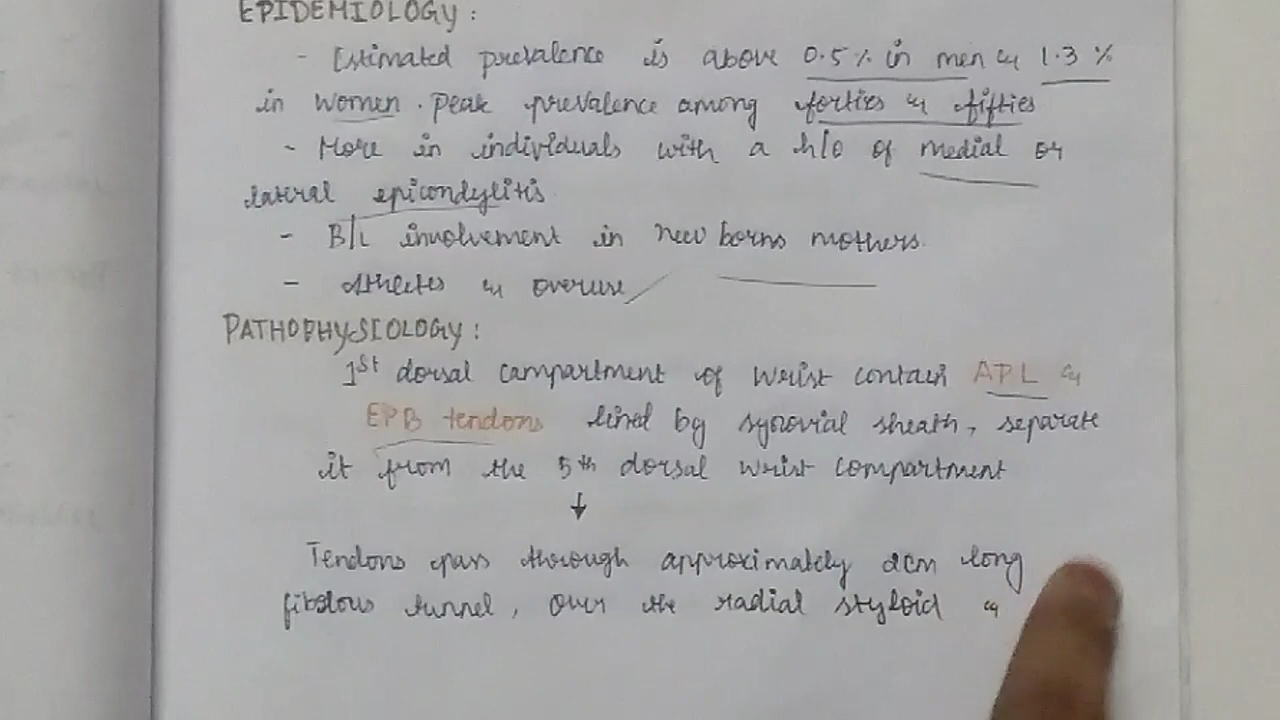 EPIDEMIOLOGY :
- Estimated prevalence is above 0.5% in men & 1.3 %
in women . Peak prevalence among forties & fifties
- More in individuals with a h/o of medial or
lateral epicondylitis
- B/L involvement in new borns mothers.
- Athletes & overuse
PATHOPHYSIOLOGY :
1st dorsal compartment of wrist contain APL &
EPB tendons lined by synovial sheath, separate
it from the 5th dorsal wrist compartment
↓
Tendons pass through approximately 2cm long
fibrous tunnel, over the radial styloid &